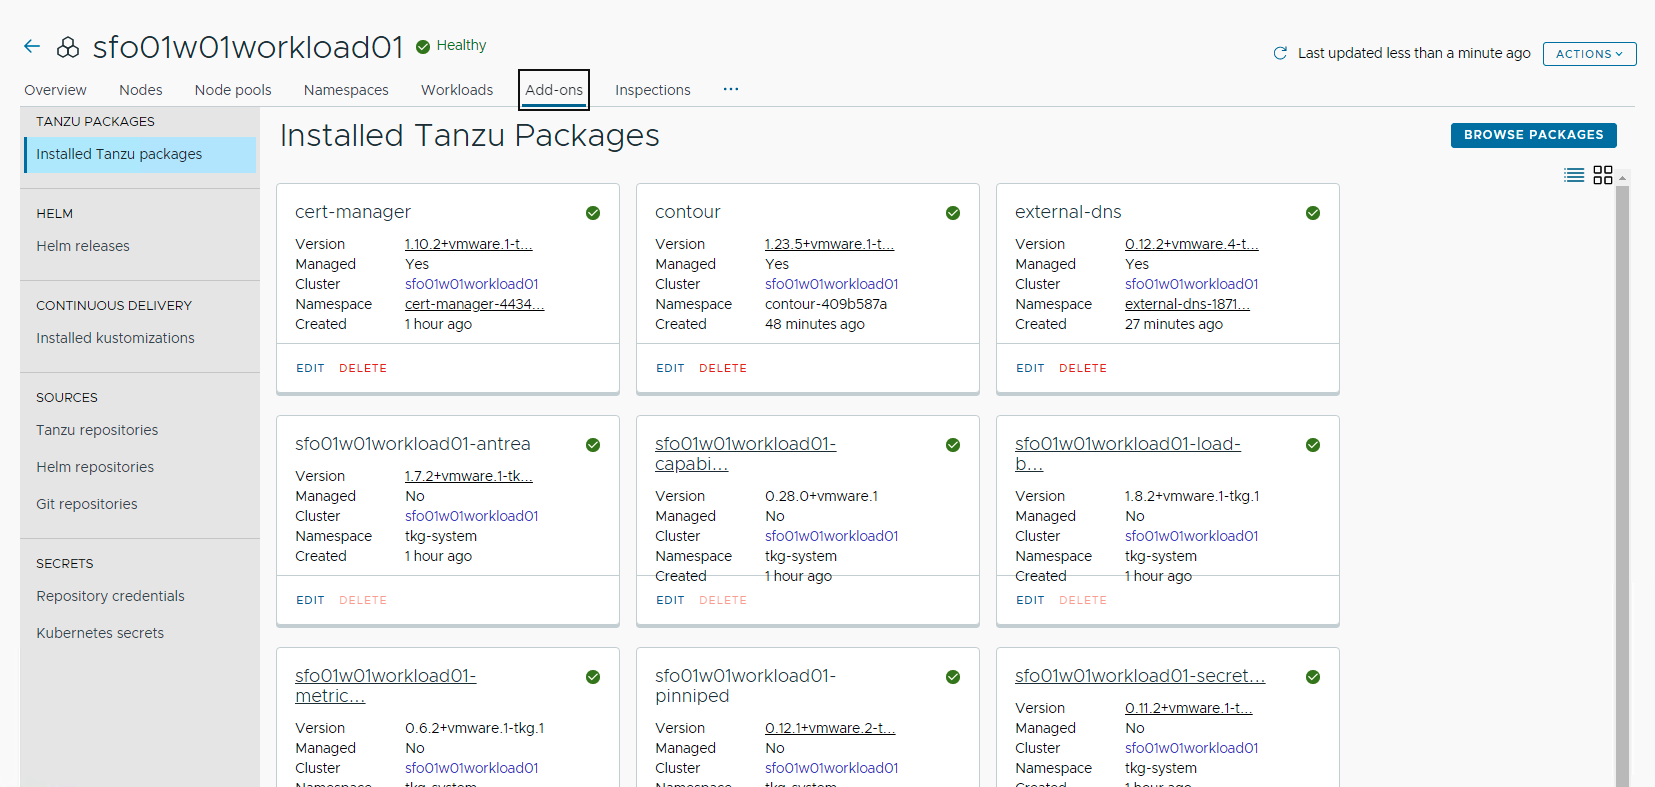 sfo01w01workload01 Healthy
Last updated less than a minute ago ACTIONS
Overview Nodes Node pools Namespaces Workloads Add-ons Inspections ...
TANZU PACKAGES
Installed Tanzu packages
HELM
Helm releases
CONTINUOUS DELIVERY
Installed kustomizations
SOURCES
Tanzu repositories
Helm repositories
Git repositories
SECRETS
Repository credentials
Kubernetes secrets
Installed Tanzu Packages
BROWSE PACKAGES
cert-manager
Version 1.10.2+vmware.1-t...
Managed Yes
Cluster sfo01w01workload01
Namespace cert-manager-4434...
Created 1 hour ago
EDIT DELETE
contour
Version 1.23.5+vmware.1-t...
Managed Yes
Cluster sfo01w01workload01
Namespace contour-409b587a
Created 48 minutes ago
EDIT DELETE
external-dns
Version 0.12.2+vmware.4-t...
Managed Yes
Cluster sfo01w01workload01
Namespace external-dns-1871...
Created 27 minutes ago
EDIT DELETE
sfo01w01workload01-antrea
Version 1.7.2+vmware.1-tk...
Managed No
Cluster sfo01w01workload01
Namespace tkg-system
Created 1 hour ago
EDIT DELETE
sfo01w01workload01-
capabi...
Version 0.28.0+vmware.1
Managed No
Cluster sfo01w01workload01
Namespace tkg-system
Created 1 hour ago
EDIT DELETE
sfo01w01workload01-load-
b...
Version 1.8.2+vmware.1-tkg.1
Managed No
Cluster sfo01w01workload01
Namespace tkg-system
Created 1 hour ago
EDIT DELETE
sfo01w01workload01-
metric...
Version 0.6.2+vmware.1-tkg.1
Managed No
Cluster sfo01w01workload01
Namespace tkg-system
sfo01w01workload01-
pinniped
Version 0.12.1+vmware.2-t...
Managed No
Cluster sfo01w01workload01
Namespace tkg-system
sfo01w01workload01-secret...
Version 0.11.2+vmware.1-t...
Managed No
Cluster sfo01w01workload01
Namespace tkg-system
Created 1 hour ago